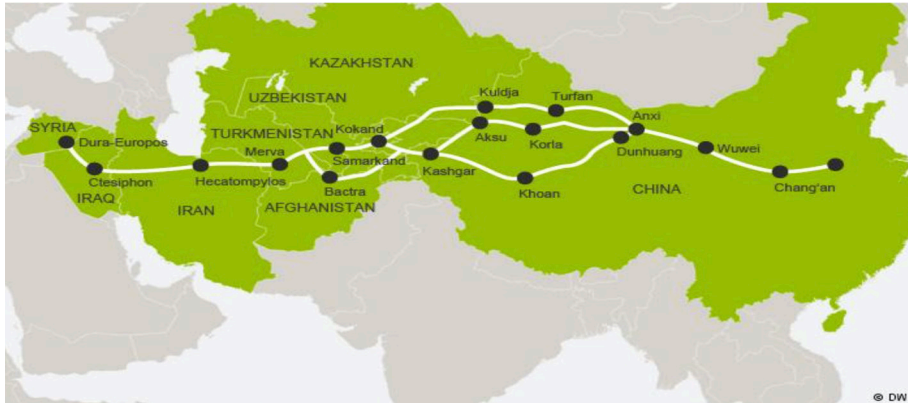 KAZAKHSTAN
UZBEKISTAN
Kuldja
Turfan
SYRIA
Dura-Europos
TURKMENISTAN
Kokand
Anxi
Merva
Samarkand
Aksu
Korla
Dunhuang
Wuwei
Ctesiphon
Hecatompylos
Bactra
Kashgar
Khoan
Chang'an
IRAQ
IRAN
AFGHANISTAN
CHINA
© DW